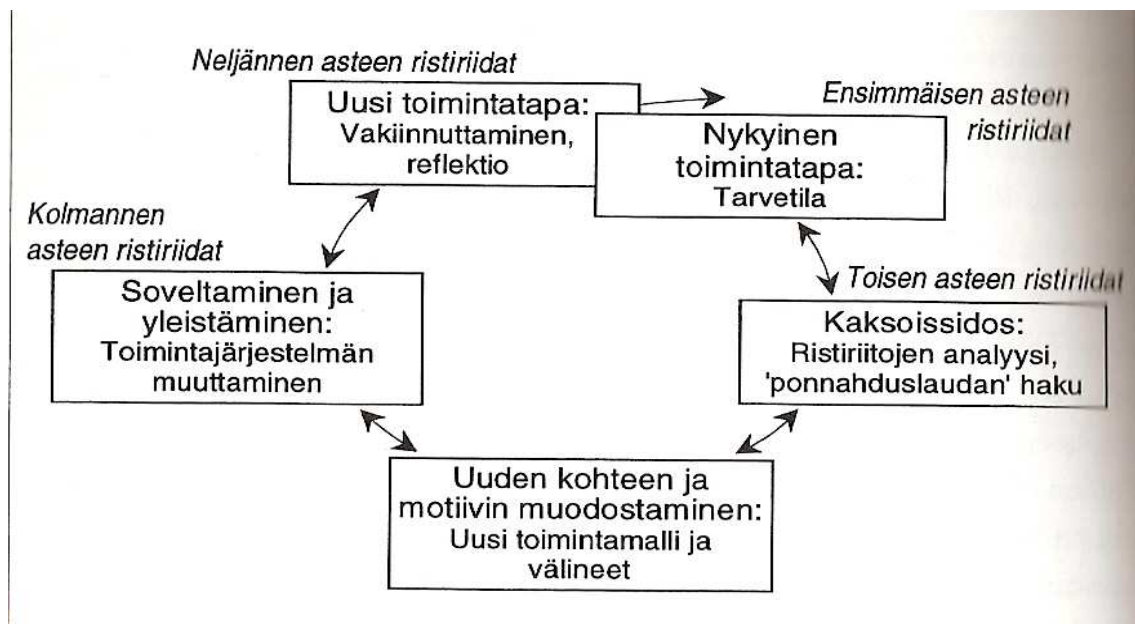 Neljännen asteen ristiriidat
Uusi toimintatapa:
Vakiinnuttaminen,
reflektio
Ensimmäisen asteen
ristiriidat
Nykyinen
toimintatapa:
Tarvetila
Toisen asteen ristiriidat
Kaksoissidos:
Ristiriitojen analyysi,
'ponnahduslaudan' haku
Uuden kohteen ja
motiivin muodostaminen:
Uusi toimintamalli ja
välineet
Kolmannen
asteen ristiriidat
Soveltaminen ja
yleistäminen:
Toimintajärjestelmän
muuttaminen